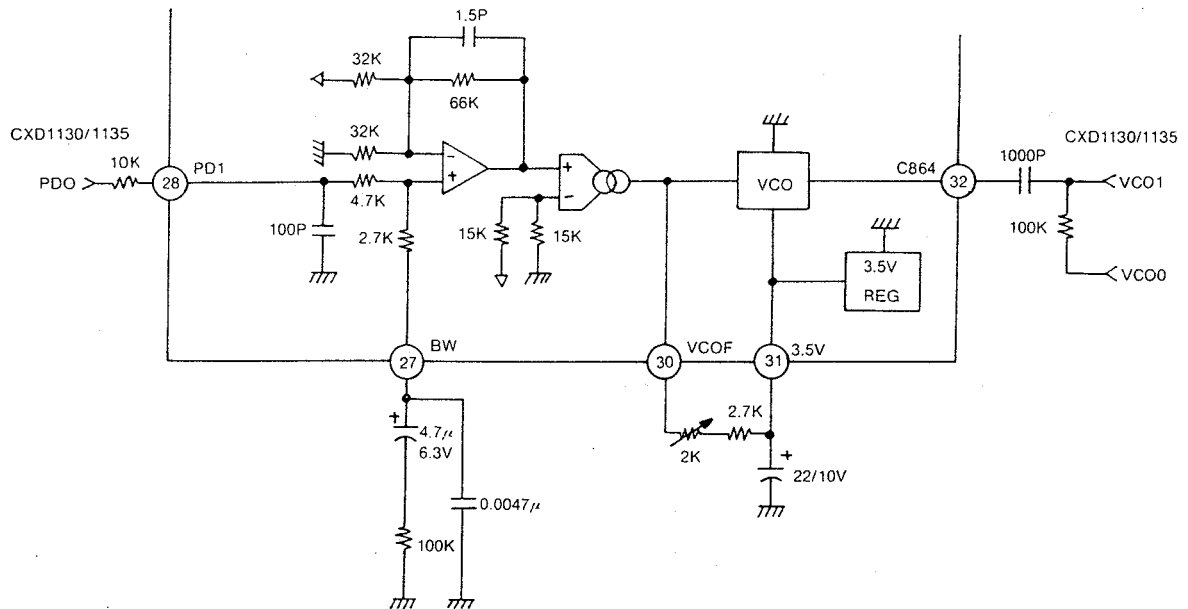 1.5P
32K
66K
CXD1130/1135
10K
PD1
PDO
28
32K
-
+
4.7K
100P
2.7K
+
-
15K
15K
VCO
C864
32
1000P
CXD1130/1135
VCO1
100K
VCO0
3.5V
REG
BW
27
VCOF
30
31
3.5V
+
4.7μ
6.3V
2.7K
2K
+
22/10V
0.0047μ
100K